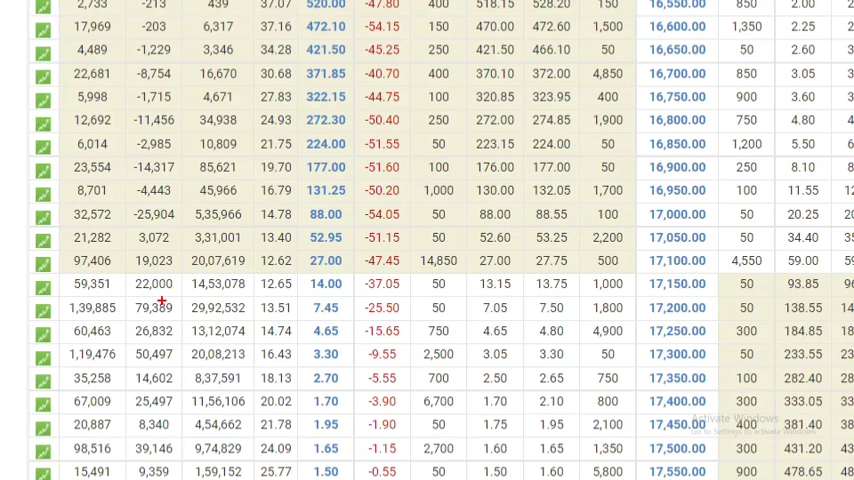 2,733 -213 439 37.07 520.00 -47.80 400 518.15 528.20 150 16,550.00 850 2.00
17,969 -203 6,317 37.16 472.10 -54.15 150 470.00 472.60 1,500 16,600.00 1,350 2.25
4,489 -1,229 3,346 34.28 421.50 -45.25 250 421.50 466.10 50 16,650.00 50 2.60
22,681 -8,754 16,670 30.68 371.85 -40.70 400 370.10 372.00 4,850 16,700.00 850 3.05
5,998 -1,715 4,671 27.83 322.15 -44.75 100 320.85 323.95 400 16,750.00 900 3.60
12,692 -11,456 34,938 24.93 272.30 -50.40 250 272.00 274.85 1,900 16,800.00 750 4.80
6,014 -2,985 10,809 21.75 224.00 -51.55 50 223.15 224.00 50 16,850.00 1,200 5.50
23,554 -14,317 85,621 19.70 177.00 -51.60 100 176.00 177.00 50 16,900.00 250 8.10
8,701 -4,443 45,966 16.79 131.25 -50.20 1,000 130.00 132.05 1,700 16,950.00 100 11.55
32,572 -25,904 5,35,966 14.78 88.00 -54.05 50 88.00 88.55 100 17,000.00 50 20.25
21,282 3,072 3,31,001 13.40 52.95 -51.15 50 52.60 53.25 2,200 17,050.00 50 34.40
97,406 19,023 20,07,619 12.62 27.00 -47.45 14,850 27.00 27.75 500 17,100.00 4,550 59.00
59,351 22,000 14,53,078 12.65 14.00 -37.05 50 13.15 13.75 1,000 17,150.00 50 93.85
1,39,885 79,389 29,92,532 13.51 7.45 -25.50 50 7.05 7.50 1,800 17,200.00 50 138.55
60,463 26,832 13,12,074 14.74 4.65 -15.65 750 4.65 4.80 4,900 17,250.00 300 184.85
1,19,476 50,497 20,08,213 16.43 3.30 -9.55 2,500 3.05 3.30 50 17,300.00 50 233.55
35,258 14,602 8,37,591 18.13 2.70 -5.55 700 2.50 2.65 750 17,350.00 100 282.40
67,009 25,497 11,56,106 20.02 1.70 -3.90 6,700 1.70 2.10 800 17,400.00 300 333.05
20,887 8,340 4,54,662 21.78 1.95 -1.90 50 1.75 1.95 2,100 17,450.00 400 381.40
98,516 39,146 9,74,829 24.09 1.65 -1.15 2,700 1.60 1.65 1,350 17,500.00 300 431.20
15,491 9,359 1,59,152 25.77 1.50 -0.55 50 1.50 1.60 5,800 17,550.00 900 478.65
Activate Windows
Go to Settings to activate Windows.